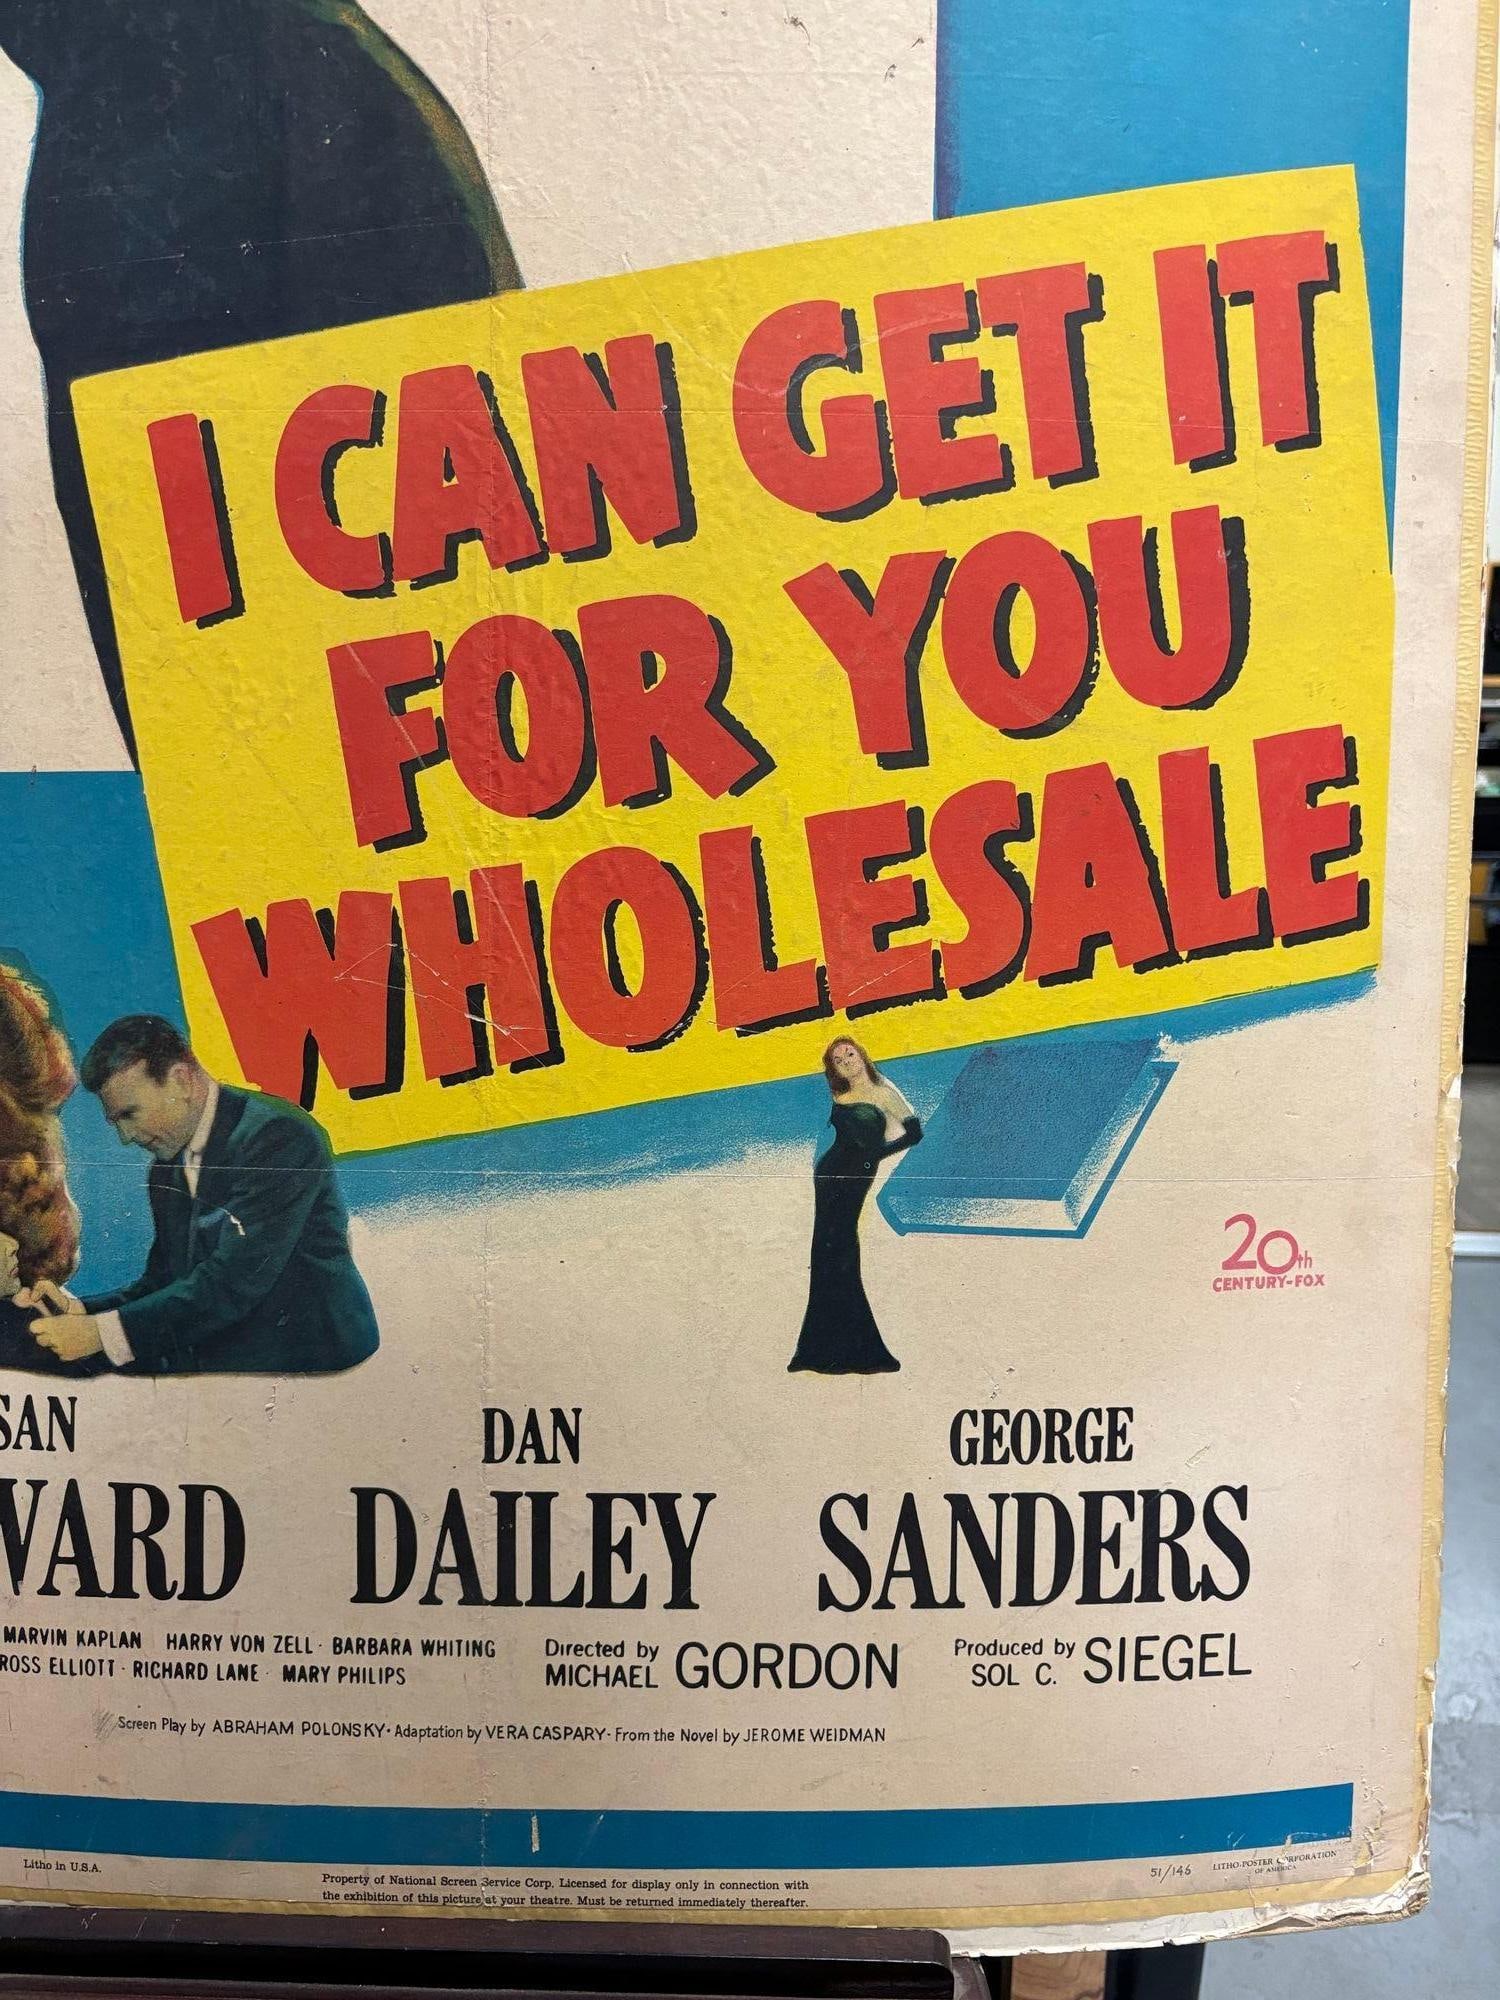 I CAN GET IT
FOR YOU
WHOLESALE
20th
CENTURY-FOX
SAN
WARD
DAN
DAILEY
GEORGE
SANDERS
MARVIN KAPLAN HARRY VON ZELL · BARBARA WHITING
ROSS ELLIOTT · RICHARD LANE · MARY PHILIPS
Directed by
MICHAEL GORDON
Produced by
SOL C. SIEGEL
Screen Play by ABRAHAM POLONSKY · Adaptation by VERA CASPARY · From the Novel by JEROME WEIDMAN
Litho in U.S.A.
Property of National Screen Service Corp. Licensed for display only in connection with
the exhibition of this picture at your theatre. Must be returned immediately thereafter.
51/146
LITHO-POSTER CORPORATION
OF AMERICA